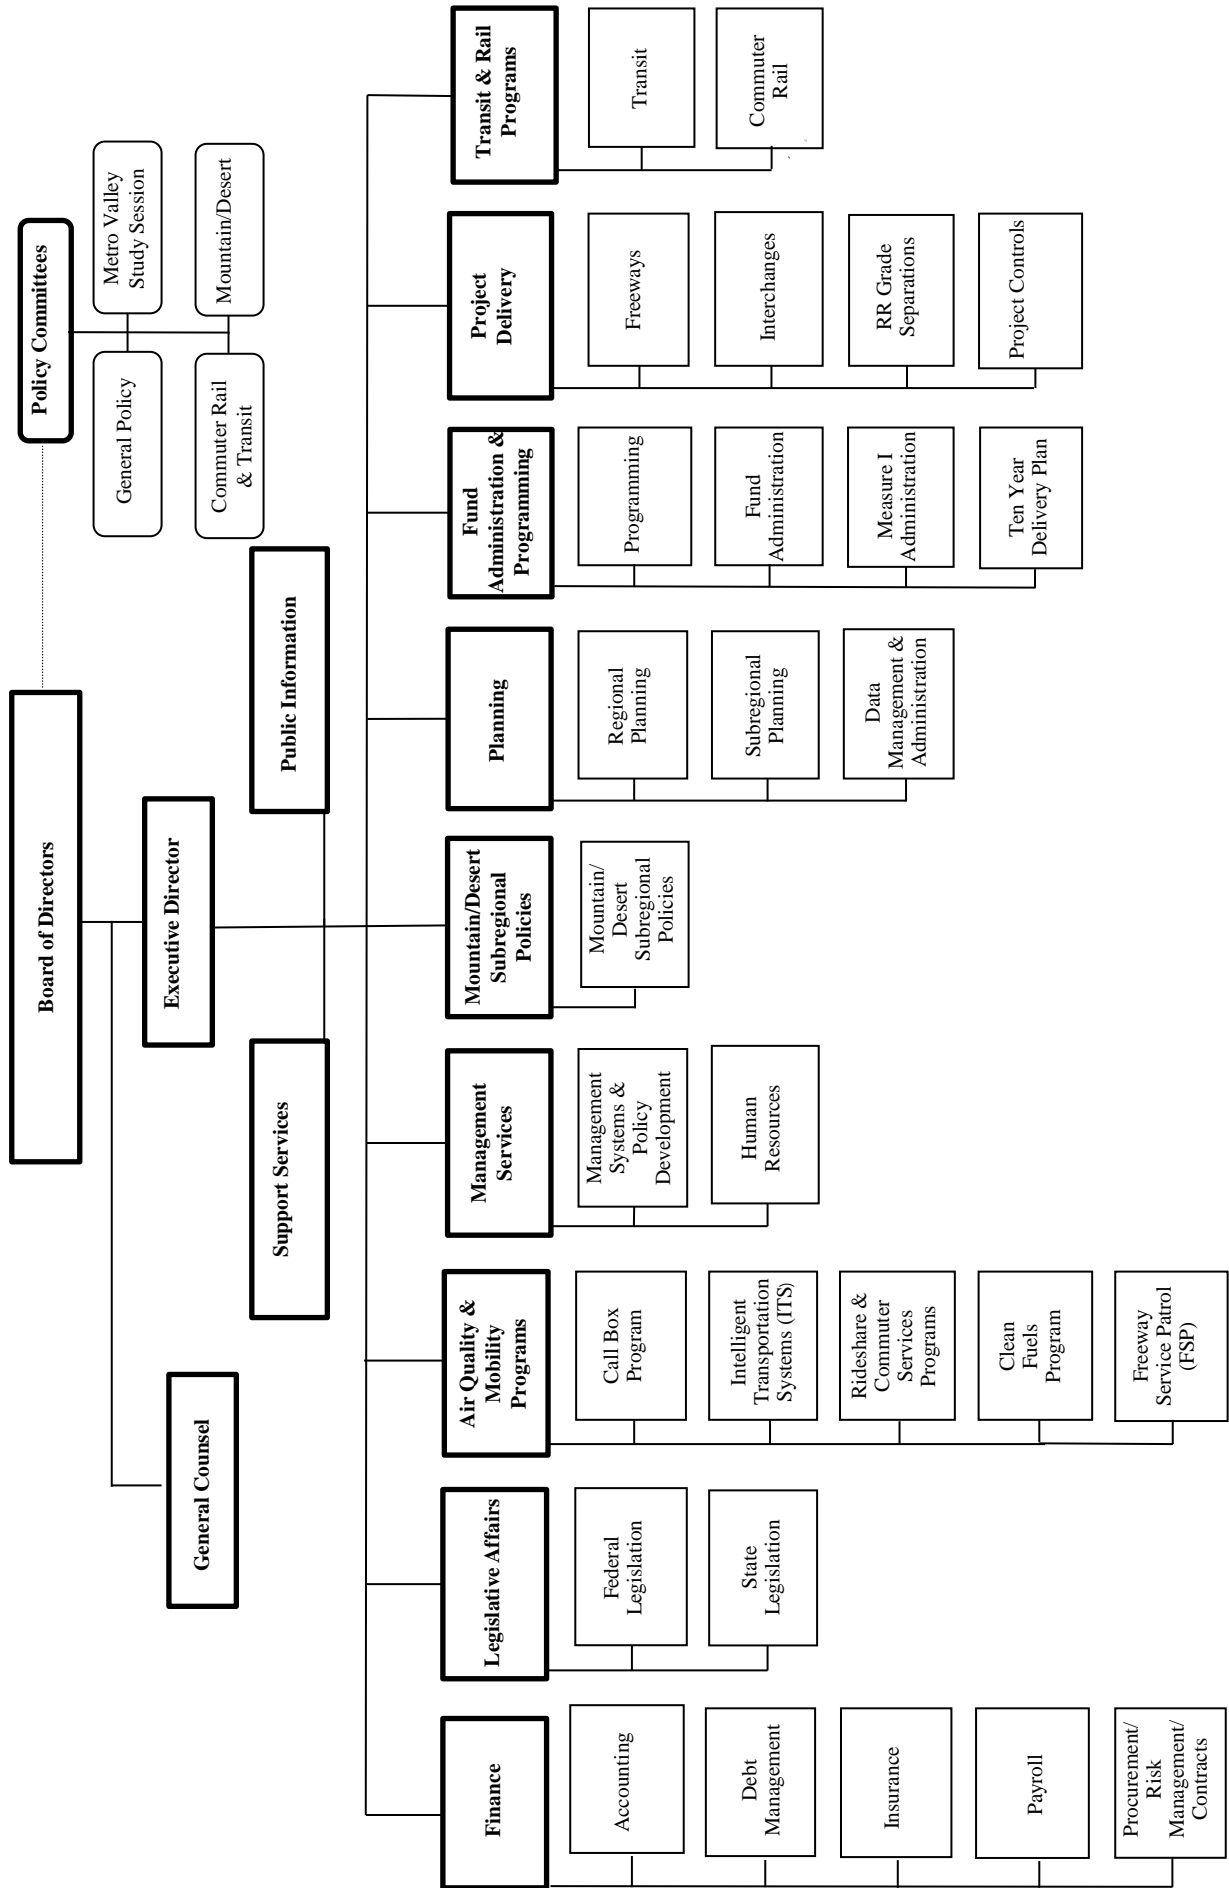 Policy Committees
General Policy
Metro Valley
Study Session
Commuter Rail
& Transit
Mountain/Desert
Board of Directors
General Counsel
Executive Director
Support Services
Public Information
Finance
Accounting
Debt
Management
Insurance
Payroll
Procurement/
Risk
Management/
Contracts
Legislative Affairs
Federal
Legislation
State
Legislation
Air Quality &
Mobility
Programs
Call Box
Program
Intelligent
Transportation
Systems (ITS)
Rideshare &
Commuter
Services
Programs
Clean
Fuels
Program
Freeway
Service Patrol
(FSP)
Management
Services
Management
Systems &
Policy
Development
Human
Resources
Mountain/Desert
Subregional
Policies
Mountain/
Desert
Subregional
Policies
Planning
Regional
Planning
Subregional
Planning
Data
Management &
Administration
Fund
Administration &
Programming
Programming
Fund
Administration
Measure I
Administration
Ten Year
Delivery Plan
Project
Delivery
Freeways
Interchanges
RR Grade
Separations
Project Controls
Transit & Rail
Programs
Transit
Commuter
Rail